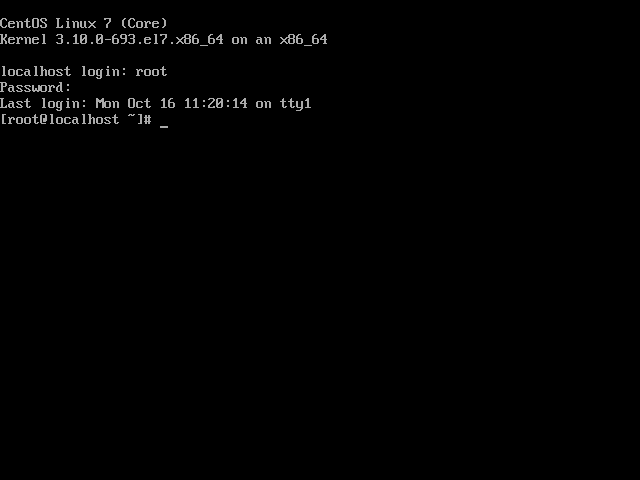 CentOS Linux 7 (Core)
Kernel 3.10.0-693.el7.x86_64 on an x86_64
localhost login: root
Password:
Last login: Mon Oct 16 11:20:14 on tty1
[root@localhost ~]# _